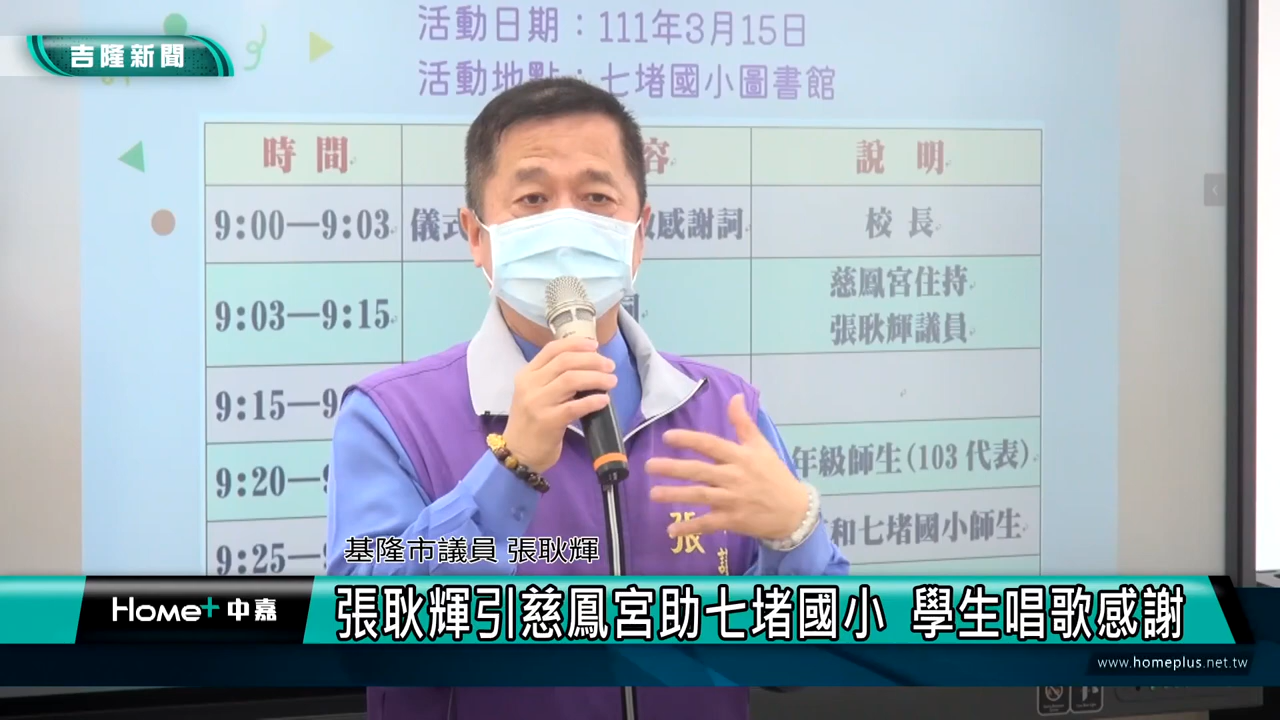 吉隆新聞
活動日期：111年3月15日
活動地點：七堵國小圖書館
時 間 容 說 明
9:00—9:03 儀式 感謝詞 校 長
9:03—9:15 詞 慈鳳宮住持
張耿輝議員
9:15—9
9:20— 年級師生(103代表)
9:25— 和七堵國小師生
張
基隆市議員 張耿輝
Home+中嘉
張耿輝引慈鳳宮助七堵國小 學生唱歌感謝
www.homeplus.net.tw